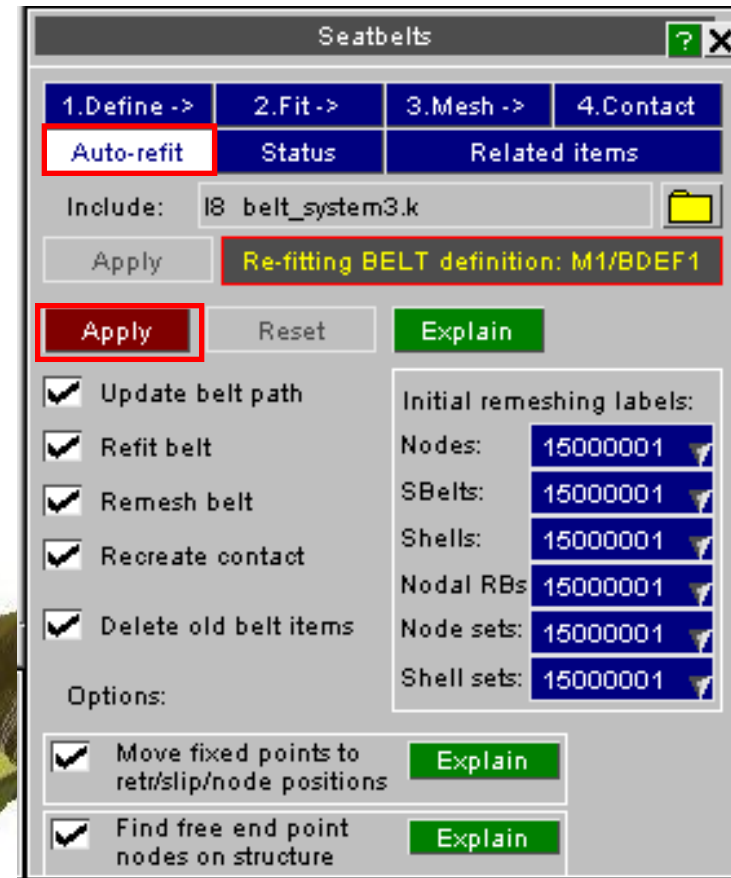 Seatbelts ? X
1.Define -> 2.Fit -> 3.Mesh -> 4.Contact
Auto-refit Status Related items
Include: I8 belt_system3.k
Apply Re-fitting BELT definition: M1/BDEF1
Apply Reset Explain
Update belt path
Refit belt
Remesh belt
Recreate contact
Delete old belt items
Initial remeshing labels:
Nodes: 15000001
SBelts: 15000001
Shells: 15000001
Nodal RBs 15000001
Node sets: 15000001
Shell sets: 15000001
Options:
Move fixed points to
retr/slip/node positions
Explain
Find free end point
nodes on structure
Explain